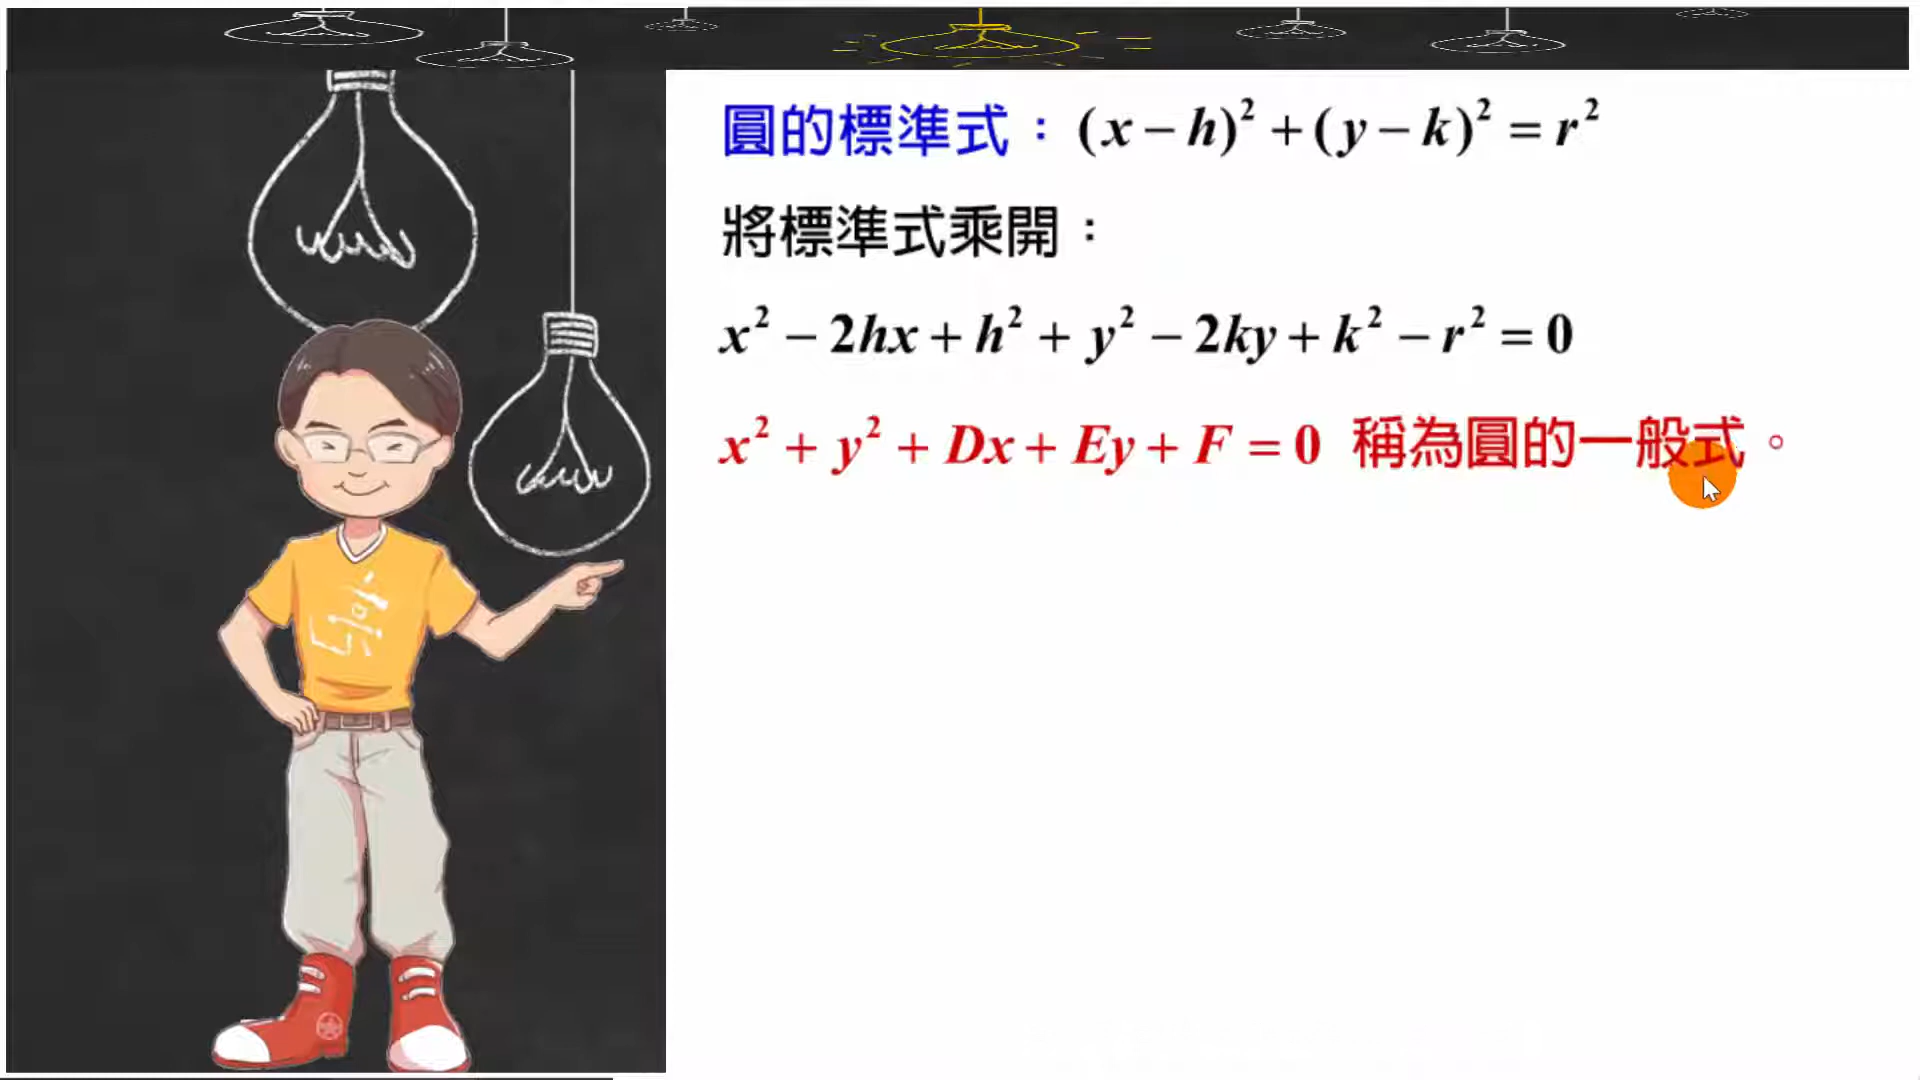 圓的標準式：(x－h)²＋(y－k)²＝r²
將標準式乘開：
x²－2hx＋h²＋y²－2ky＋k²－r²＝0
x²＋y²＋Dx＋Ey＋F＝0 稱為圓的一般式。